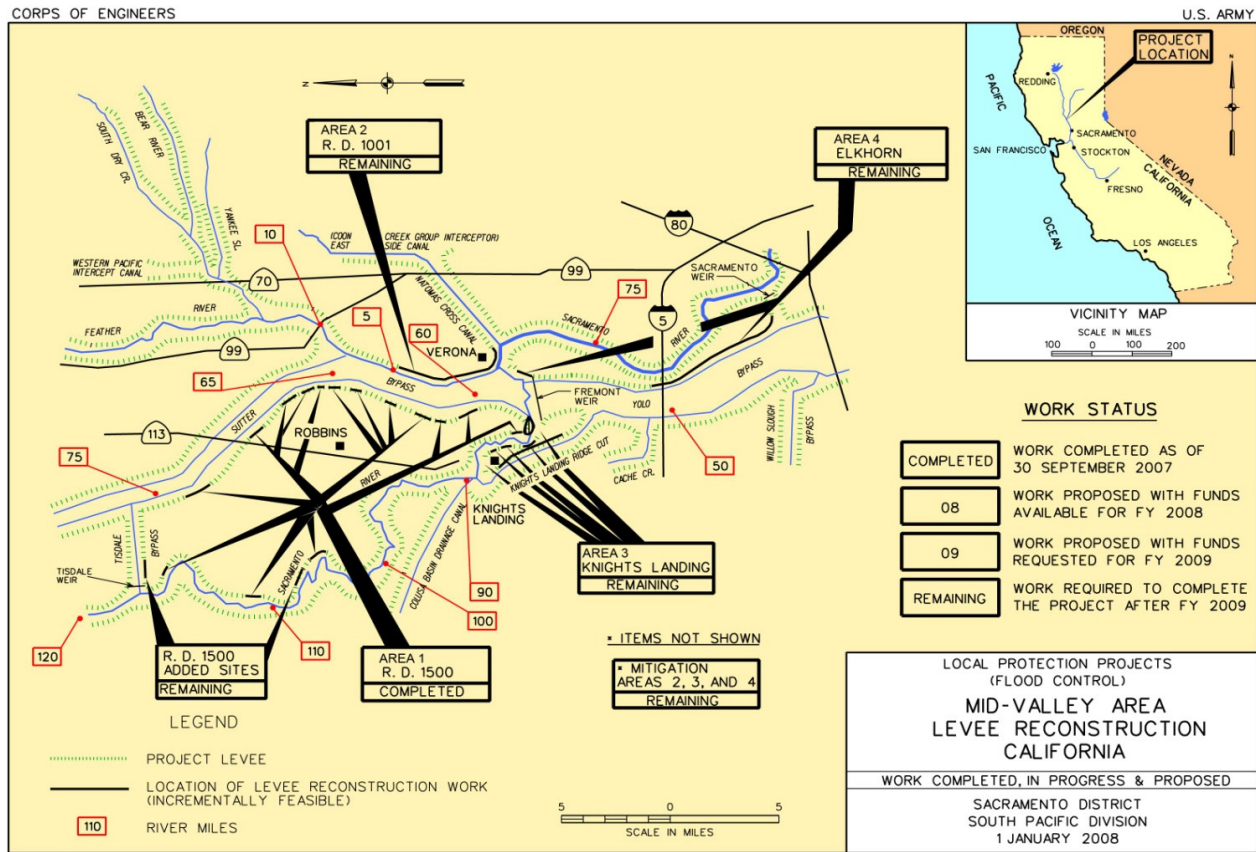 CORPS OF ENGINEERS
U.S. ARMY
N
AREA 2
R. D. 1001
REMAINING
AREA 4
ELKHORN
REMAINING
SOUTH DRY CR.
BEAR RIVER
YANKEE SL.
WESTERN PACIFIC
INTERCEPT CANAL
10
(COON
EAST
CREEK GROUP INTERCEPTOR)
SIDE CANAL
80
99
70
SACRAMENTO
WEIR
NATOMAS CROSS CANAL
75
FEATHER
RIVER
5
60
SACRAMENTO
RIVER
5
99
VERONA
65
BYPASS
FREMONT
WEIR
YOLO
BYPASS
SUTTER
113
ROBBINS
RIVER
KNIGHTS LANDING RIDGE CUT
CACHE CR.
50
WILLOW SLOUGH
BYPASS
75
KNIGHTS
LANDING
COLUSA BASIN DRAINAGE CANAL
TISDALE
BYPASS
TISDALE
WEIR
SACRAMENTO
AREA 3
KNIGHTS LANDING
REMAINING
90
100
110
120
R. D. 1500
ADDED SITES
REMAINING
AREA 1
R. D. 1500
COMPLETED
* ITEMS NOT SHOWN
* MITIGATION
AREAS 2, 3, AND 4
REMAINING
LEGEND
PROJECT LEVEE
LOCATION OF LEVEE RECONSTRUCTION WORK
(INCREMENTALLY FEASIBLE)
110
RIVER MILES
5 0 5
SCALE IN MILES
OREGON
PROJECT
LOCATION
PACIFIC
REDDING
N
SACRAMENTO
SAN FRANCISCO
STOCKTON
NEVADA
CALIFORNIA
FRESNO
OCEAN
LOS ANGELES
VICINITY MAP
SCALE IN MILES
100 0 100 200
WORK STATUS
COMPLETED
WORK COMPLETED AS OF
30 SEPTEMBER 2007
08
WORK PROPOSED WITH FUNDS
AVAILABLE FOR FY 2008
09
WORK PROPOSED WITH FUNDS
REQUESTED FOR FY 2009
REMAINING
WORK REQUIRED TO COMPLETE
THE PROJECT AFTER FY 2009
LOCAL PROTECTION PROJECTS
(FLOOD CONTROL)
MID-VALLEY AREA
LEVEE RECONSTRUCTION
CALIFORNIA
WORK COMPLETED, IN PROGRESS & PROPOSED
SACRAMENTO DISTRICT
SOUTH PACIFIC DIVISION
1 JANUARY 2008